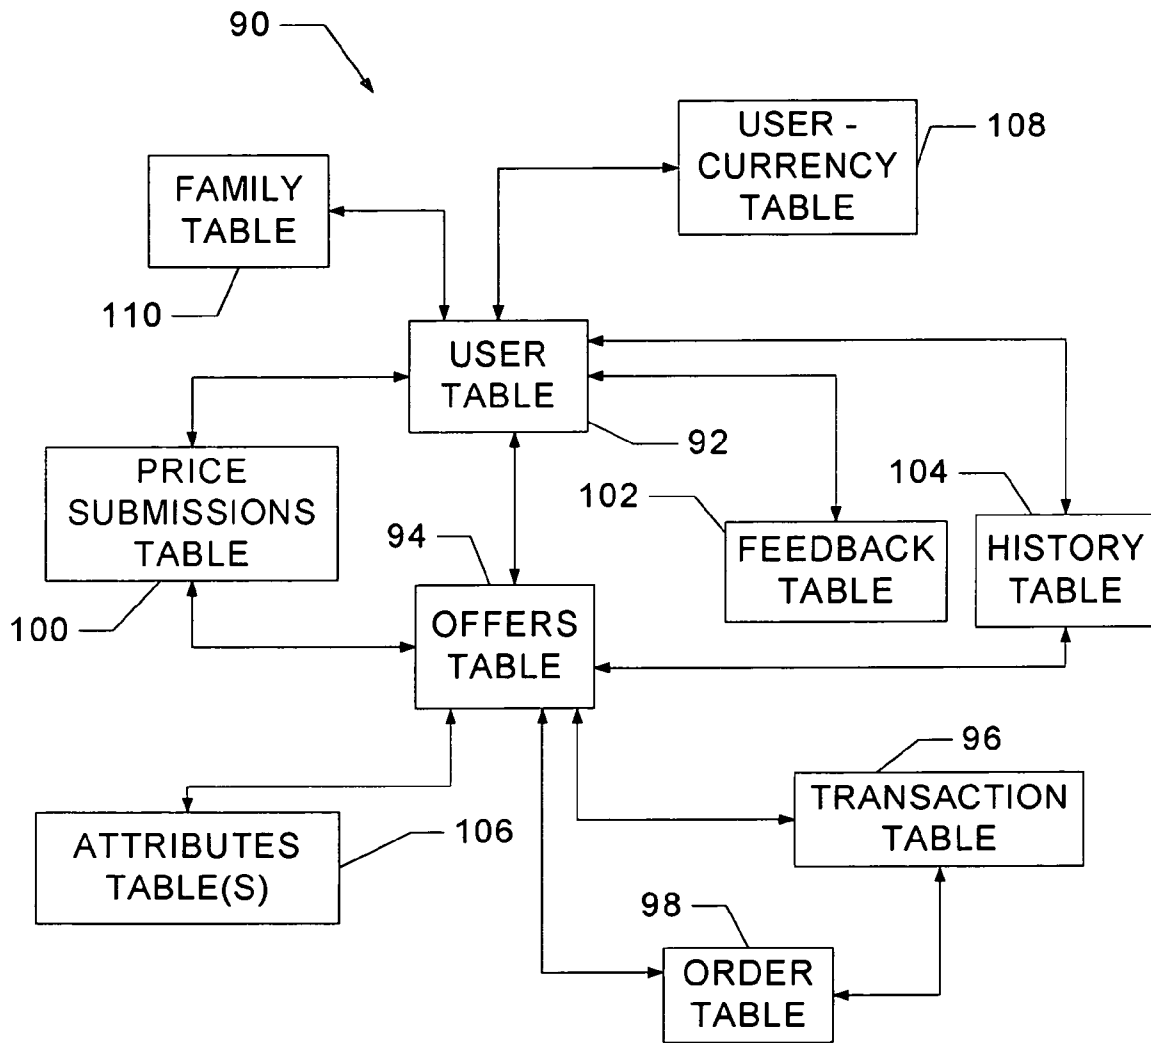 90
USER -
CURRENCY
TABLE
108
FAMILY
TABLE
110
USER
TABLE
92
PRICE
SUBMISSIONS
TABLE
100
102
104
FEEDBACK
TABLE
HISTORY
TABLE
94
OFFERS
TABLE
96
TRANSACTION
TABLE
ATTRIBUTES
TABLE(S)
106
98
ORDER
TABLE